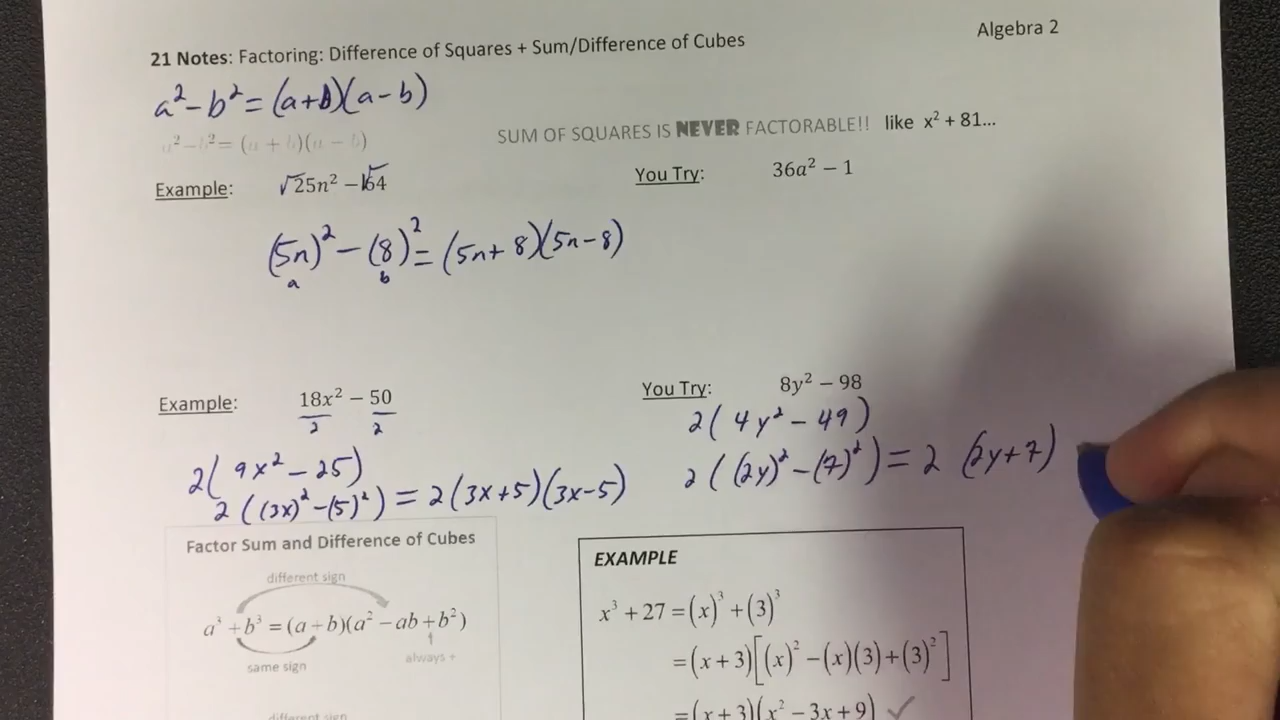 21 Notes: Factoring: Difference of Squares + Sum/Difference of Cubes
Algebra 2
a² - b² = (a+b)(a-b)
a² - b² = (a + b)(a - b)
SUM OF SQUARES IS NEVER FACTORABLE!! like x² + 81...
Example: √25n² - √64
You Try: 36a² - 1
(5n)² - (8)² = (5n+8)(5n-8)
a b
Example: 18x² - 50
2 2
You Try: 8y² - 98
2(9x² - 25)
2((3x)² - (5)²) = 2(3x+5)(3x-5)
2(4y² - 49)
2((2y)² - (7)²) = 2 (2y+7)
Factor Sum and Difference of Cubes
different sign
a³ + b³ = (a + b)(a² - ab + b²)
same sign
always +
different sign
EXAMPLE
x³ + 27 = (x)³ + (3)³
= (x + 3)[(x)² - (x)(3) + (3)²]
= (x + 3)(x² - 3x + 9) ✓